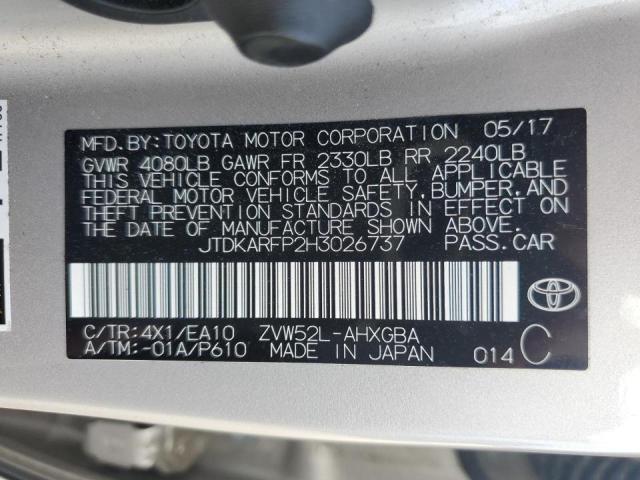 MFD.BY:TOYOTA MOTOR CORPORATION 05/17
GVWR 4080LB GAWR FR 2330LB RR 2240LB
THIS VEHICLE CONFORMS TO ALL APPLICABLE
FEDERAL MOTOR VEHICLE SAFETY,BUMPER,AND
THEFT PREVENTION STANDARDS IN EFFECT ON
THE DATE OF MANUFACTURE SHOWN ABOVE.
JTDKARFP2H3026737 PASS.CAR
C/TR:4X1/EA10 ZVW52L-AHXGBA
A/TM:-01A/P610 MADE IN JAPAN 014 C